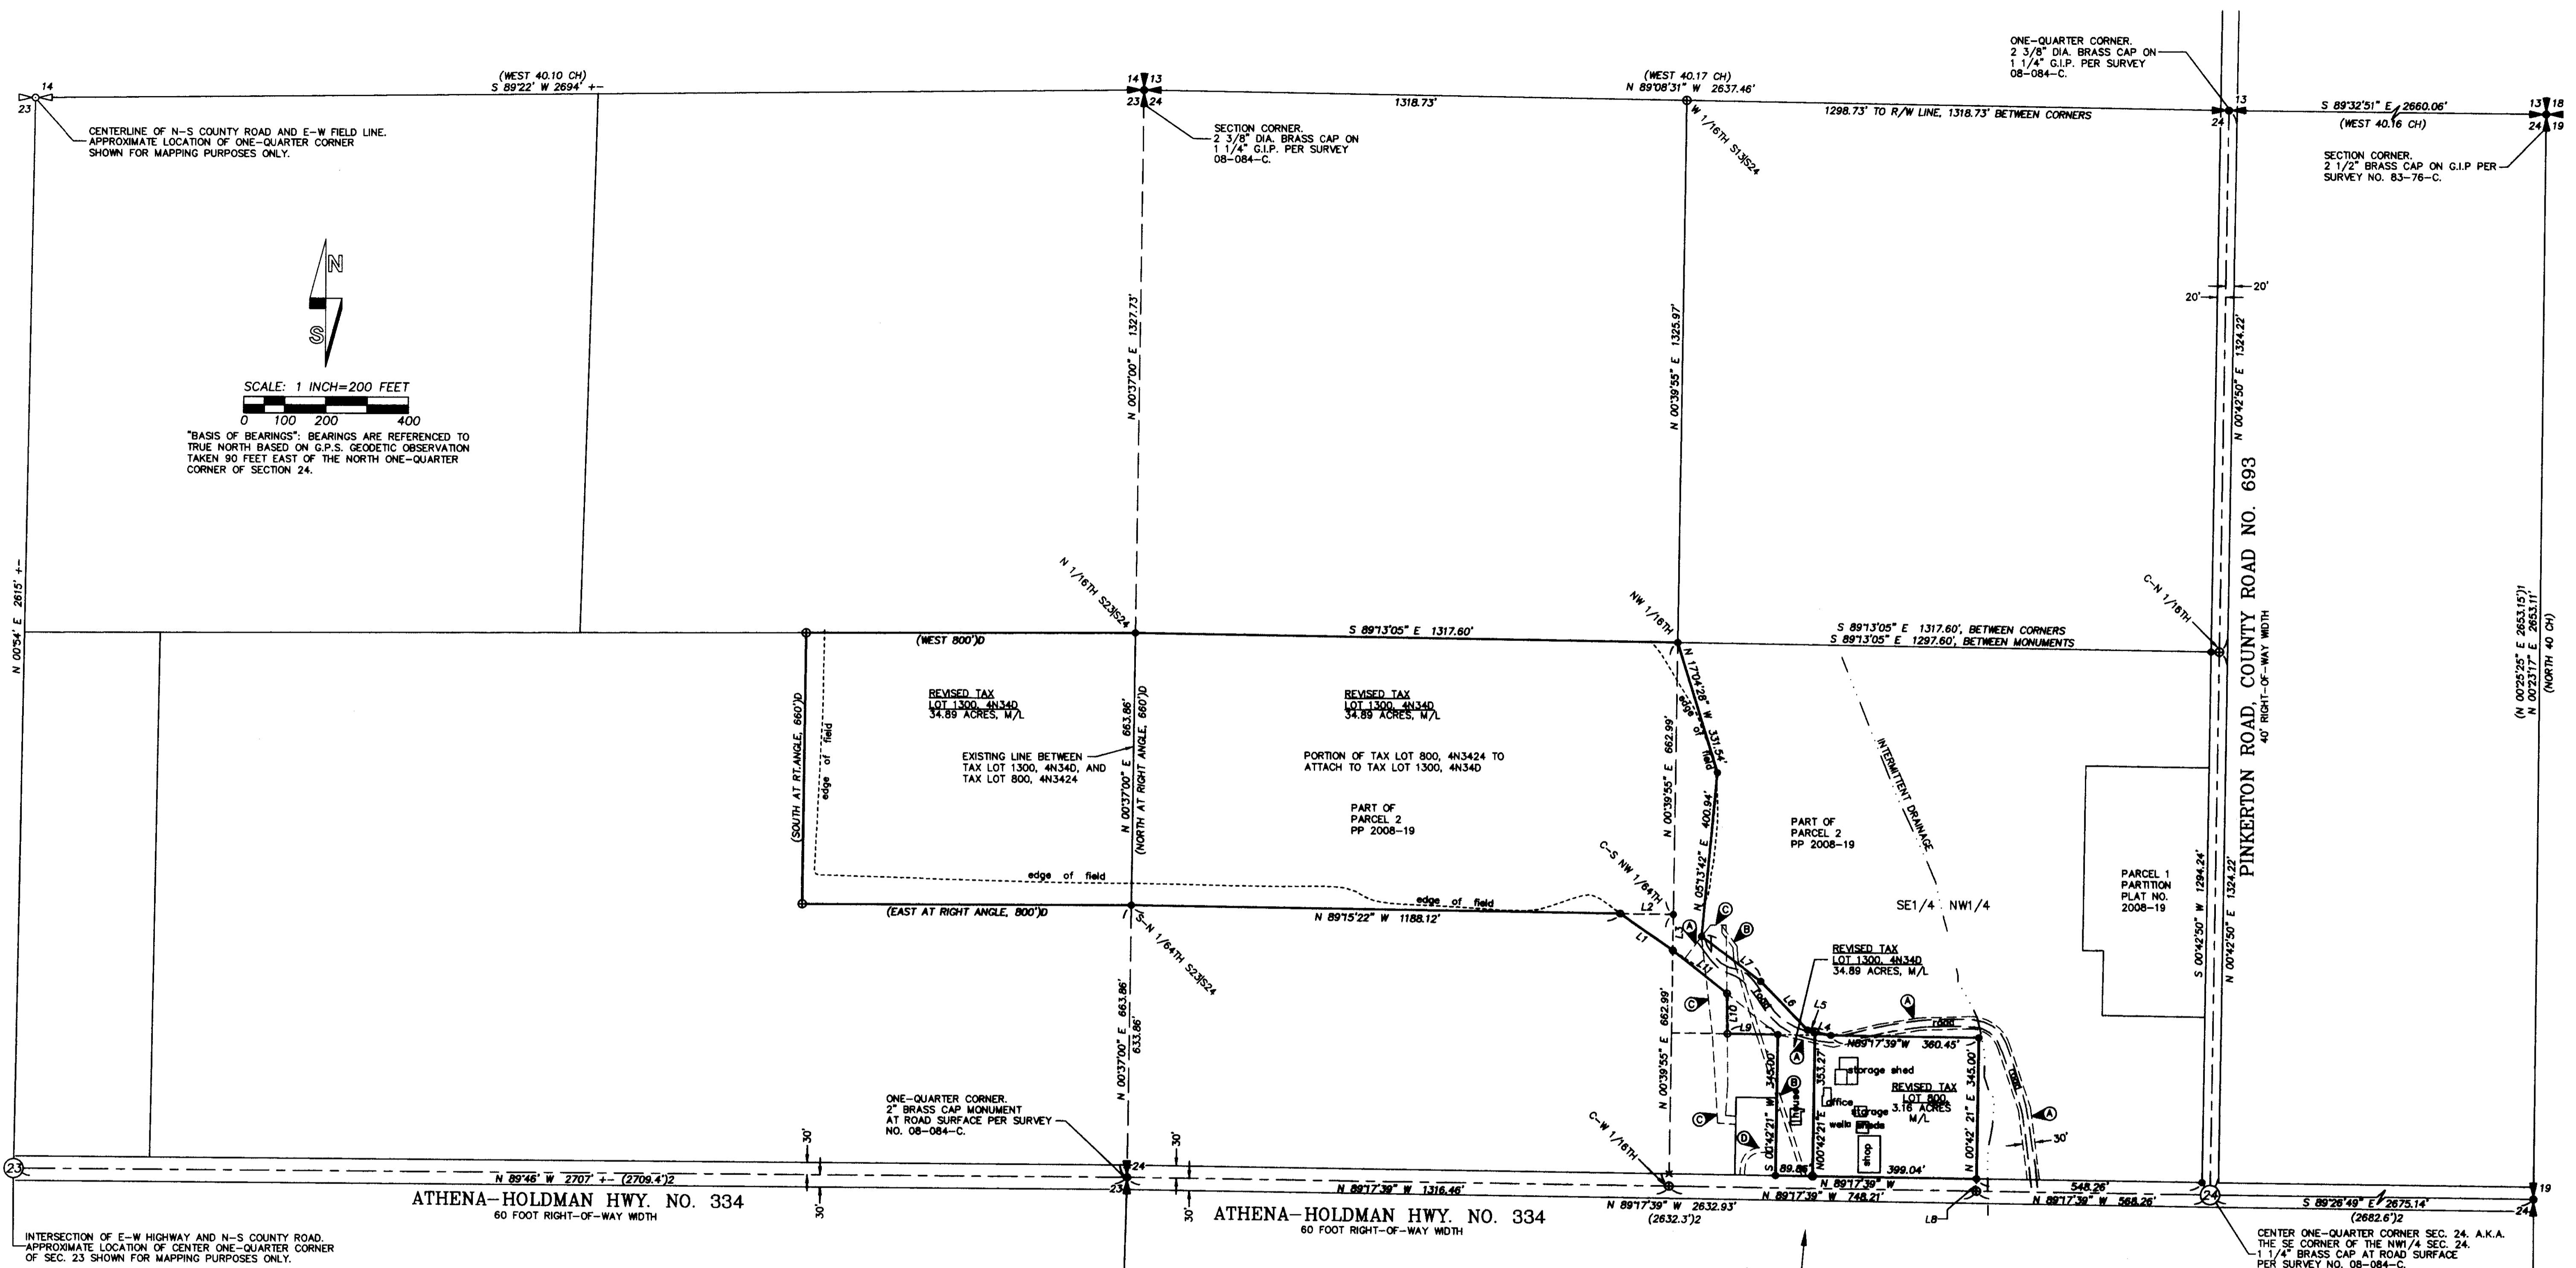 (WEST 40.10 CH)
S 89°22' W 2694' +-
14
23
14 13
23 24
1318.73'
(WEST 40.17 CH)
N 89°08'31" W 2637.46'
1298.73' TO R/W LINE, 1318.73' BETWEEN CORNERS
ONE-QUARTER CORNER.
2 3/8" DIA. BRASS CAP ON
1 1/4" G.I.P. PER SURVEY
08-084-C.
13
24
S 89°32'51" E 2660.06'
(WEST 40.16 CH)
13 18
24 19
CENTERLINE OF N-S COUNTY ROAD AND E-W FIELD LINE.
APPROXIMATE LOCATION OF ONE-QUARTER CORNER
SHOWN FOR MAPPING PURPOSES ONLY.
SECTION CORNER.
2 3/8" DIA. BRASS CAP ON
1 1/4" G.I.P. PER SURVEY
08-084-C.
W 1/16TH S13|S24
SECTION CORNER.
2 1/2" BRASS CAP ON G.I.P PER
SURVEY NO. 83-76-C.
N
S
SCALE: 1 INCH=200 FEET
0 100 200 400
"BASIS OF BEARINGS": BEARINGS ARE REFERENCED TO
TRUE NORTH BASED ON G.P.S. GEODETIC OBSERVATION
TAKEN 90 FEET EAST OF THE NORTH ONE-QUARTER
CORNER OF SECTION 24.
N 00°54' E 2615' +-
N 00°37'00" E 1327.73'
N 00°39'55" E 1325.97'
20'
20'
N 00°42'50" E 1324.22'
PINKERTON ROAD, COUNTY ROAD NO. 693
40' RIGHT-OF-WAY WIDTH
(N 00°25'25" E 2653.15')1
N 00°23'17" E 2653.11'
(NORTH 40 CH)
N 1/16TH S23|S24
NW 1/16TH
C-N 1/16TH
(WEST 800')D
S 89°13'05" E 1317.60'
S 89°13'05" E 1317.60', BETWEEN CORNERS
S 89°13'05" E 1297.60', BETWEEN MONUMENTS
(SOUTH AT RT.ANGLE, 660')D
edge of field
REVISED TAX
LOT 1300, 4N34D
34.89 ACRES, M/L
EXISTING LINE BETWEEN
TAX LOT 1300, 4N34D, AND
TAX LOT 800, 4N3424
N 00°37'00" E 663.86'
(NORTH AT RIGHT ANGLE, 660')D
REVISED TAX
LOT 1300, 4N34D
34.89 ACRES, M/L
PORTION OF TAX LOT 800, 4N3424 TO
ATTACH TO TAX LOT 1300, 4N34D
PART OF
PARCEL 2
PP 2008-19
N 00°39'55" E 662.99'
N 17°04'28" W 331.54'
edge of field
N 05°13'42" E 400.94'
INTERMITTENT DRAINAGE
PART OF
PARCEL 2
PP 2008-19
SE1/4 NW1/4
PARCEL 1
PARTITION
PLAT NO.
2008-19
S 00°42'50" W 1294.24'
N 00°42'50" E 1324.22'
edge of field
edge of field
(EAST AT RIGHT ANGLE, 800')D
N 89°15'22" W 1188.12'
C-S NW 1/64TH
S-N 1/64TH S23|S24
L2
L1
L3
A
C
B
L7
L11
road
L6
C
L10
L9
L5
L4
A
REVISED TAX
LOT 1300, 4N34D
34.89 ACRES, M/L
A
road
N89°17'39"W 360.45'
N 00°37'00" E 663.86'
633.86'
N 00°39'55" E 662.99'
S 00°42'21" W 345.00'
B
house
N00°42'21"E 353.27'
storage shed
office
storage
wells
shop
REVISED TAX
LOT 800
3.16 ACRES
M/L
N 00°42' 21" E 345.00'
road
A
30'
C
D
ONE-QUARTER CORNER.
2" BRASS CAP MONUMENT
AT ROAD SURFACE PER SURVEY
NO. 08-084-C.
C-W 1/16TH
30'
30'
24
23
30'
30'
89.86'
399.04'
N 89°17'39" W
N 89°17'39" W 748.21'
548.26'
N 89°17'39" W 568.26'
L8
23
N 89°46' W 2707' +- (2709.4')2
ATHENA-HOLDMAN HWY. NO. 334
60 FOOT RIGHT-OF-WAY WIDTH
N 89°17'39" W 1316.46'
ATHENA-HOLDMAN HWY. NO. 334
60 FOOT RIGHT-OF-WAY WIDTH
N 89°17'39" W 2632.93'
(2632.3')2
24
S 89°26'49" E 2675.14'
(2682.6')2
19
24
INTERSECTION OF E-W HIGHWAY AND N-S COUNTY ROAD.
APPROXIMATE LOCATION OF CENTER ONE-QUARTER CORNER
OF SEC. 23 SHOWN FOR MAPPING PURPOSES ONLY.
CENTER ONE-QUARTER CORNER SEC. 24. A.K.A.
THE SE CORNER OF THE NW1/4 SEC. 24.
1 1/4" BRASS CAP AT ROAD SURFACE
PER SURVEY NO. 08-084-C.